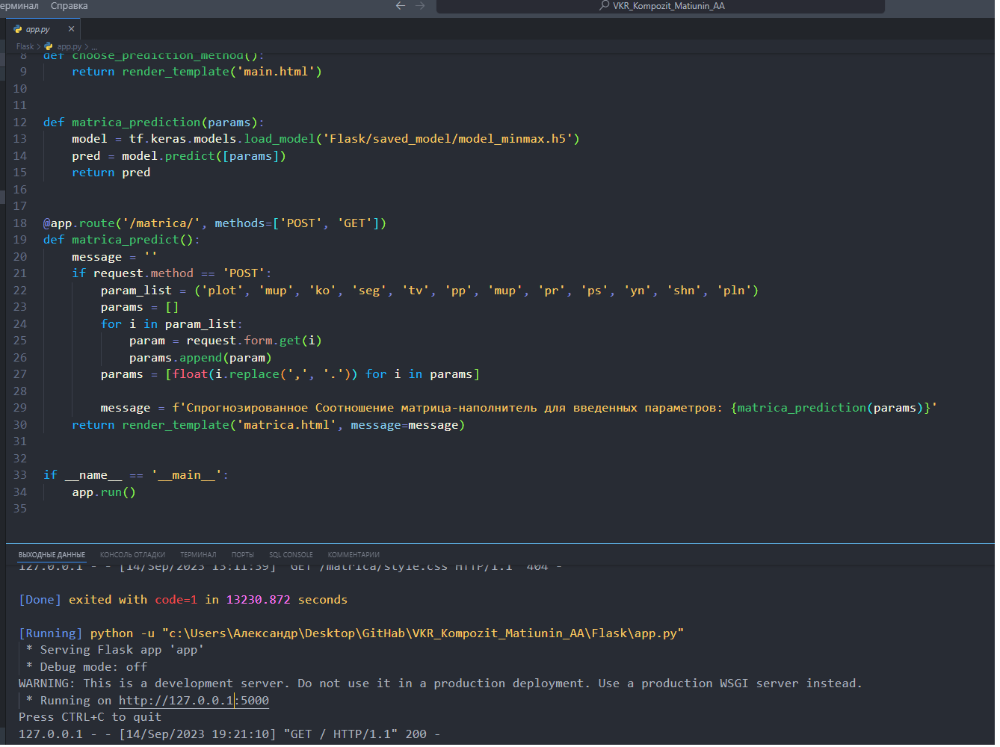 ерминал Справка VKR_Kompozit_Matiunin_AA
app.py
Flask > app.py > ...
8 def choose_prediction_method():
9 return render_template('main.html')
10
11
12 def matrica_prediction(params):
13 model = tf.keras.models.load_model('Flask/saved_model/model_minmax.h5')
14 pred = model.predict([params])
15 return pred
16
17
18 @app.route('/matrica/', methods=['POST', 'GET'])
19 def matrica_predict():
20 message = ''
21 if request.method == 'POST':
22 param_list = ('plot', 'mup', 'ko', 'seg', 'tv', 'pp', 'mup', 'pr', 'ps', 'yn', 'shn', 'pln')
23 params = []
24 for i in param_list:
25 param = request.form.get(i)
26 params.append(param)
27 params = [float(i.replace(',', '.')) for i in params]
28
29 message = f'Спрогнозированное Соотношение матрица-наполнитель для введенных параметров: {matrica_prediction(params)}'
30 return render_template('matrica.html', message=message)
31
32
33 if __name__ == '__main__':
34 app.run()
35
ВЫХОДНЫЕ ДАННЫЕ КОНСОЛЬ ОТЛАДКИ ТЕРМИНАЛ ПОРТЫ SQL CONSOLE КОММЕНТАРИИ
127.0.0.1 - - [14/Sep/2023 13:11:39] "GET /matrica/style.css HTTP/1.1" 404 -
[Done] exited with code=1 in 13230.872 seconds
[Running] python -u "c:\Users\Александр\Desktop\GitHab\VKR_Kompozit_Matiunin_AA\Flask\app.py"
* Serving Flask app 'app'
* Debug mode: off
WARNING: This is a development server. Do not use it in a production deployment. Use a production WSGI server instead.
* Running on http://127.0.0.1:5000
Press CTRL+C to quit
127.0.0.1 - - [14/Sep/2023 19:21:10] "GET / HTTP/1.1" 200 -